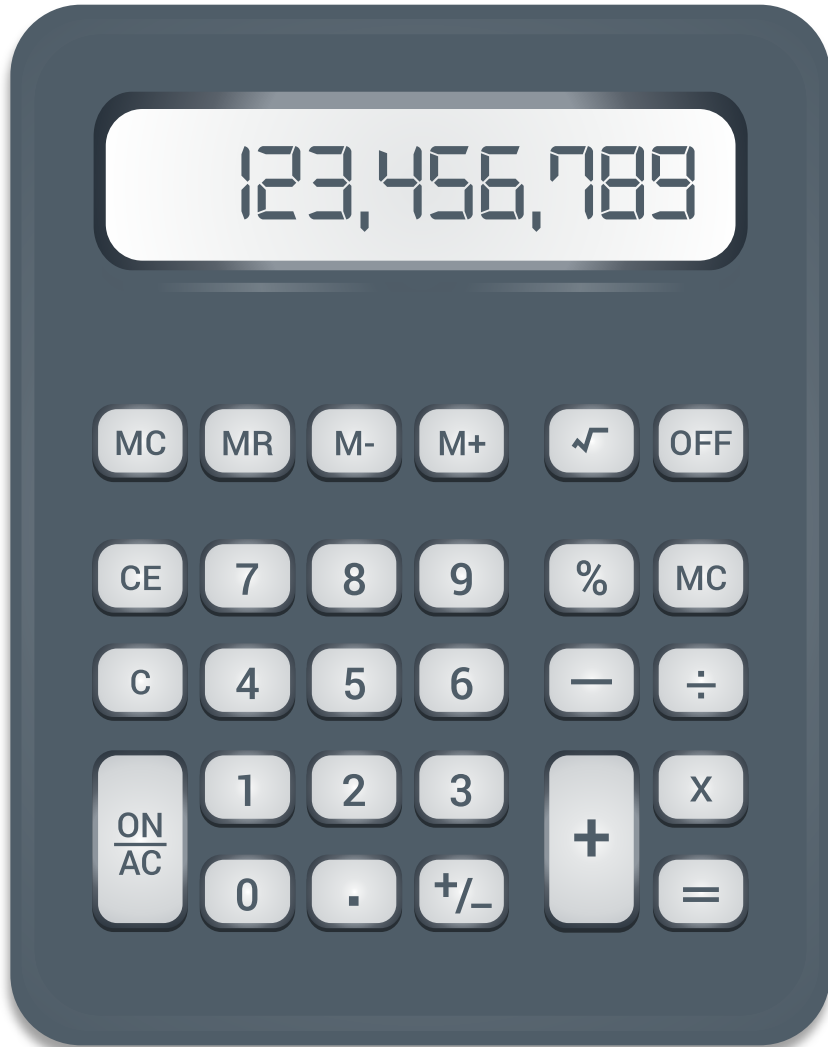 123,456,789
MC MR M- M+ √ OFF
CE 7 8 9 % MC
C 4 5 6 — ÷
1 2 3 x
ON
AC
+
0 . +/− =